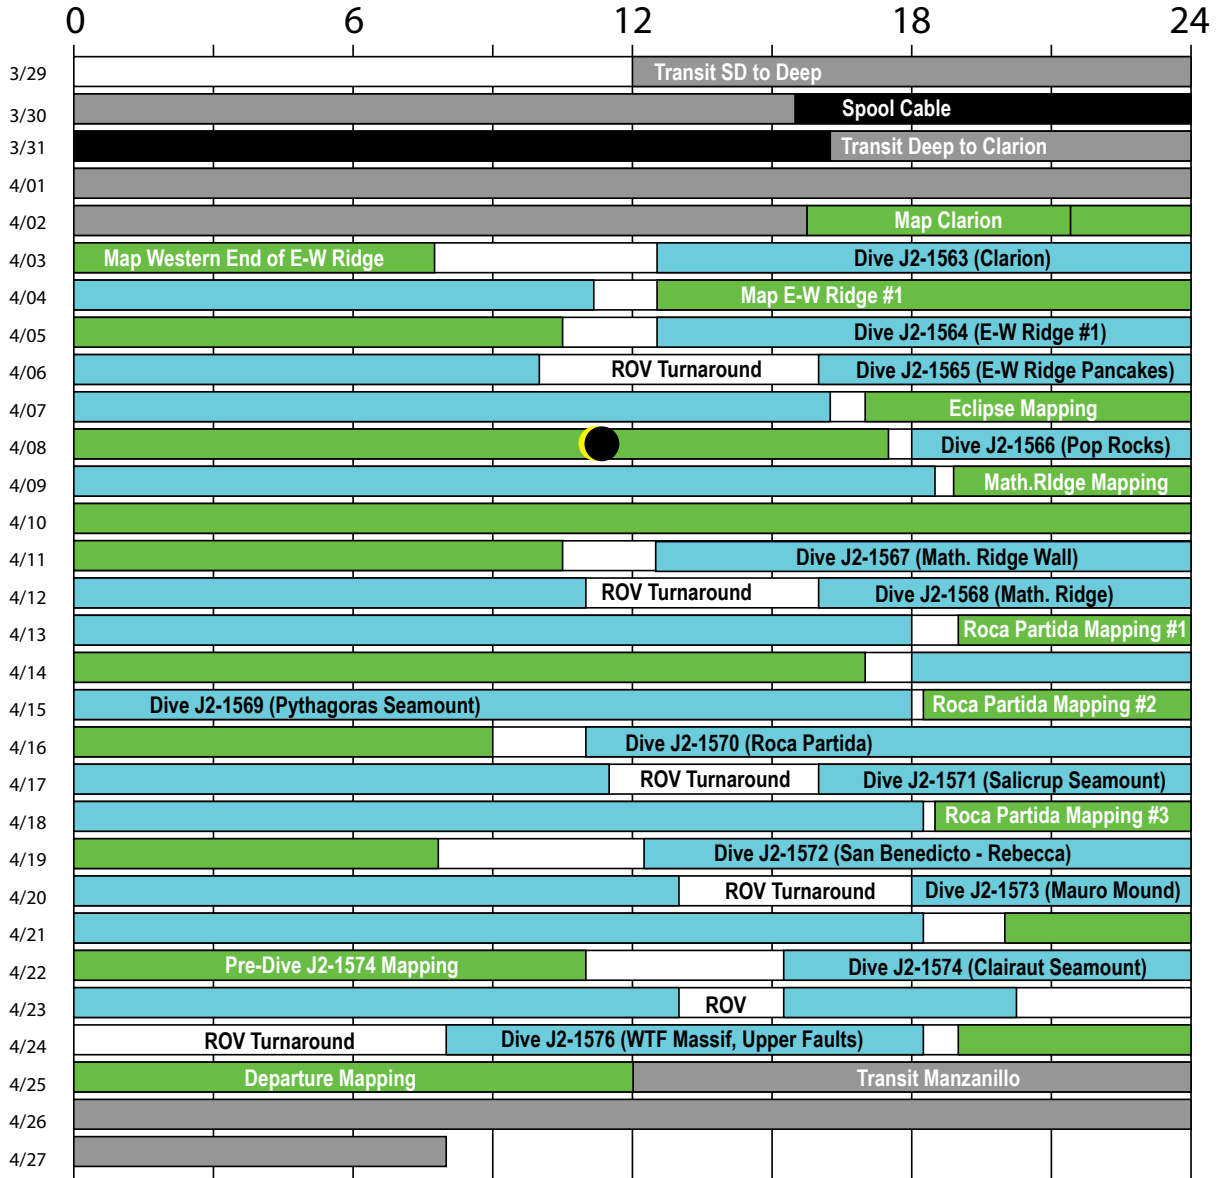 0 6 12 18 24
3/29 Transit SD to Deep
3/30 Spool Cable
3/31 Transit Deep to Clarion
4/01
4/02 Map Clarion
4/03 Map Western End of E-W Ridge Dive J2-1563 (Clarion)
4/04 Map E-W Ridge #1
4/05 Dive J2-1564 (E-W Ridge #1)
4/06 ROV Turnaround Dive J2-1565 (E-W Ridge Pancakes)
4/07 Eclipse Mapping
4/08 Dive J2-1566 (Pop Rocks)
4/09 Math.RIdge Mapping
4/10
4/11 Dive J2-1567 (Math. Ridge Wall)
4/12 ROV Turnaround Dive J2-1568 (Math. Ridge)
4/13 Roca Partida Mapping #1
4/14
4/15 Dive J2-1569 (Pythagoras Seamount) Roca Partida Mapping #2
4/16 Dive J2-1570 (Roca Partida)
4/17 ROV Turnaround Dive J2-1571 (Salicrup Seamount)
4/18 Roca Partida Mapping #3
4/19 Dive J2-1572 (San Benedicto - Rebecca)
4/20 ROV Turnaround Dive J2-1573 (Mauro Mound)
4/21
4/22 Pre-Dive J2-1574 Mapping Dive J2-1574 (Clairaut Seamount)
4/23 ROV
4/24 ROV Turnaround Dive J2-1576 (WTF Massif, Upper Faults)
4/25 Departure Mapping Transit Manzanillo
4/26
4/27